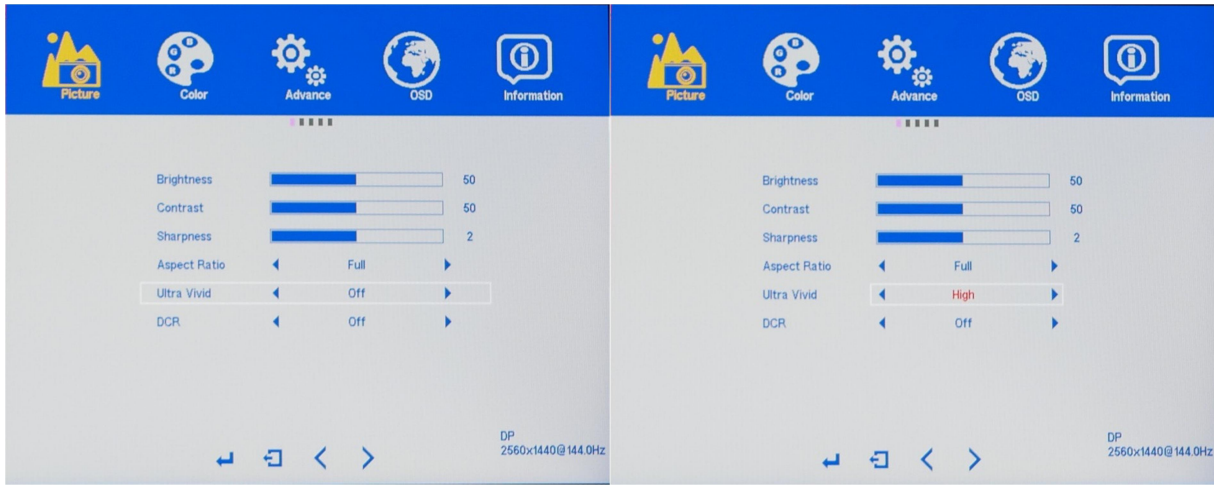 Picture Color Advance OSD Information
Brightness 50
Contrast 50
Sharpness 2
Aspect Ratio Full
Ultra Vivid Off
DCR Off
DP
2560x1440@144.0Hz
Picture Color Advance OSD Information
Brightness 50
Contrast 50
Sharpness 2
Aspect Ratio Full
Ultra Vivid High
DCR Off
DP
2560x1440@144.0Hz